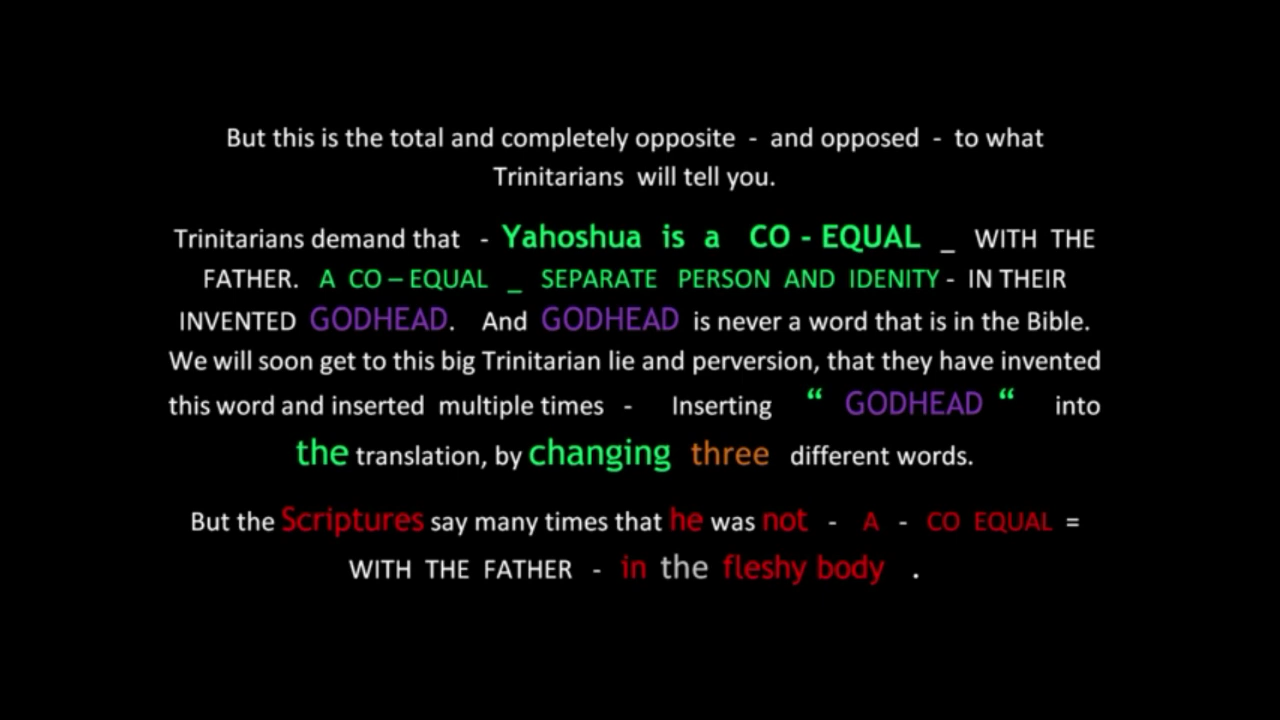 But this is the total and completely opposite - and opposed - to what
Trinitarians will tell you.
Trinitarians demand that - Yahoshua is a CO - EQUAL _ WITH THE
FATHER. A CO – EQUAL _ SEPARATE PERSON AND IDENITY - IN THEIR
INVENTED GODHEAD. And GODHEAD is never a word that is in the Bible.
We will soon get to this big Trinitarian lie and perversion, that they have invented
this word and inserted multiple times - Inserting “ GODHEAD “ into
the translation, by changing three different words.
But the Scriptures say many times that he was not - A - CO EQUAL =
WITH THE FATHER - in the fleshy body .